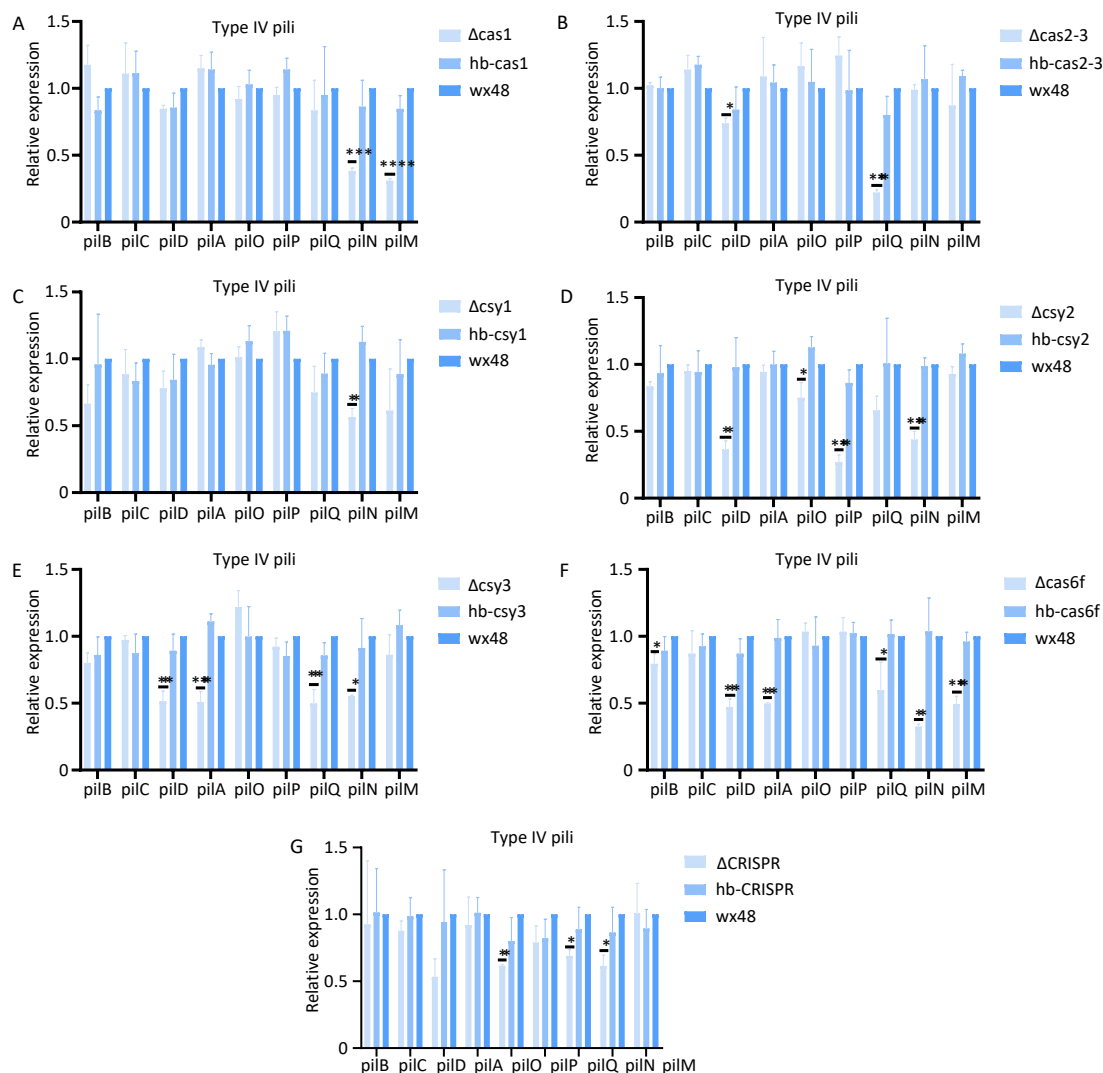 A
Type IV pili
Relative expression
1.5
1.0
0.5
0
*** ****
pilB pilC pilD pilA pilO pilP pilQ pilN pilM
Δcas1
hb-cas1
wx48
B
Type IV pili
Relative expression
1.5
1.0
0.5
0
* ***
pilB pilC pilD pilA pilO pilP pilQ pilN pilM
Δcas2-3
hb-cas2-3
wx48
C
Type IV pili
Relative expression
1.5
1.0
0.5
0
**
pilB pilC pilD pilA pilO pilP pilQ pilN pilM
Δcsy1
hb-csy1
wx48
D
Type IV pili
Relative expression
1.5
1.0
0.5
0
** * *** ***
pilB pilC pilD pilA pilO pilP pilQ pilN pilM
Δcsy2
hb-csy2
wx48
E
Type IV pili
Relative expression
1.5
1.0
0.5
0
*** *** *** *
pilB pilC pilD pilA pilO pilP pilQ pilN pilM
Δcsy3
hb-csy3
wx48
F
Type IV pili
Relative expression
1.5
1.0
0.5
0
* *** *** * ** ****
pilB pilC pilD pilA pilO pilP pilQ pilN pilM
Δcas6f
hb-cas6f
wx48
G
Type IV pili
Relative expression
1.5
1.0
0.5
0
** * *
pilB pilC pilD pilA pilO pilP pilQ pilN pilM
ΔCRISPR
hb-CRISPR
wx48